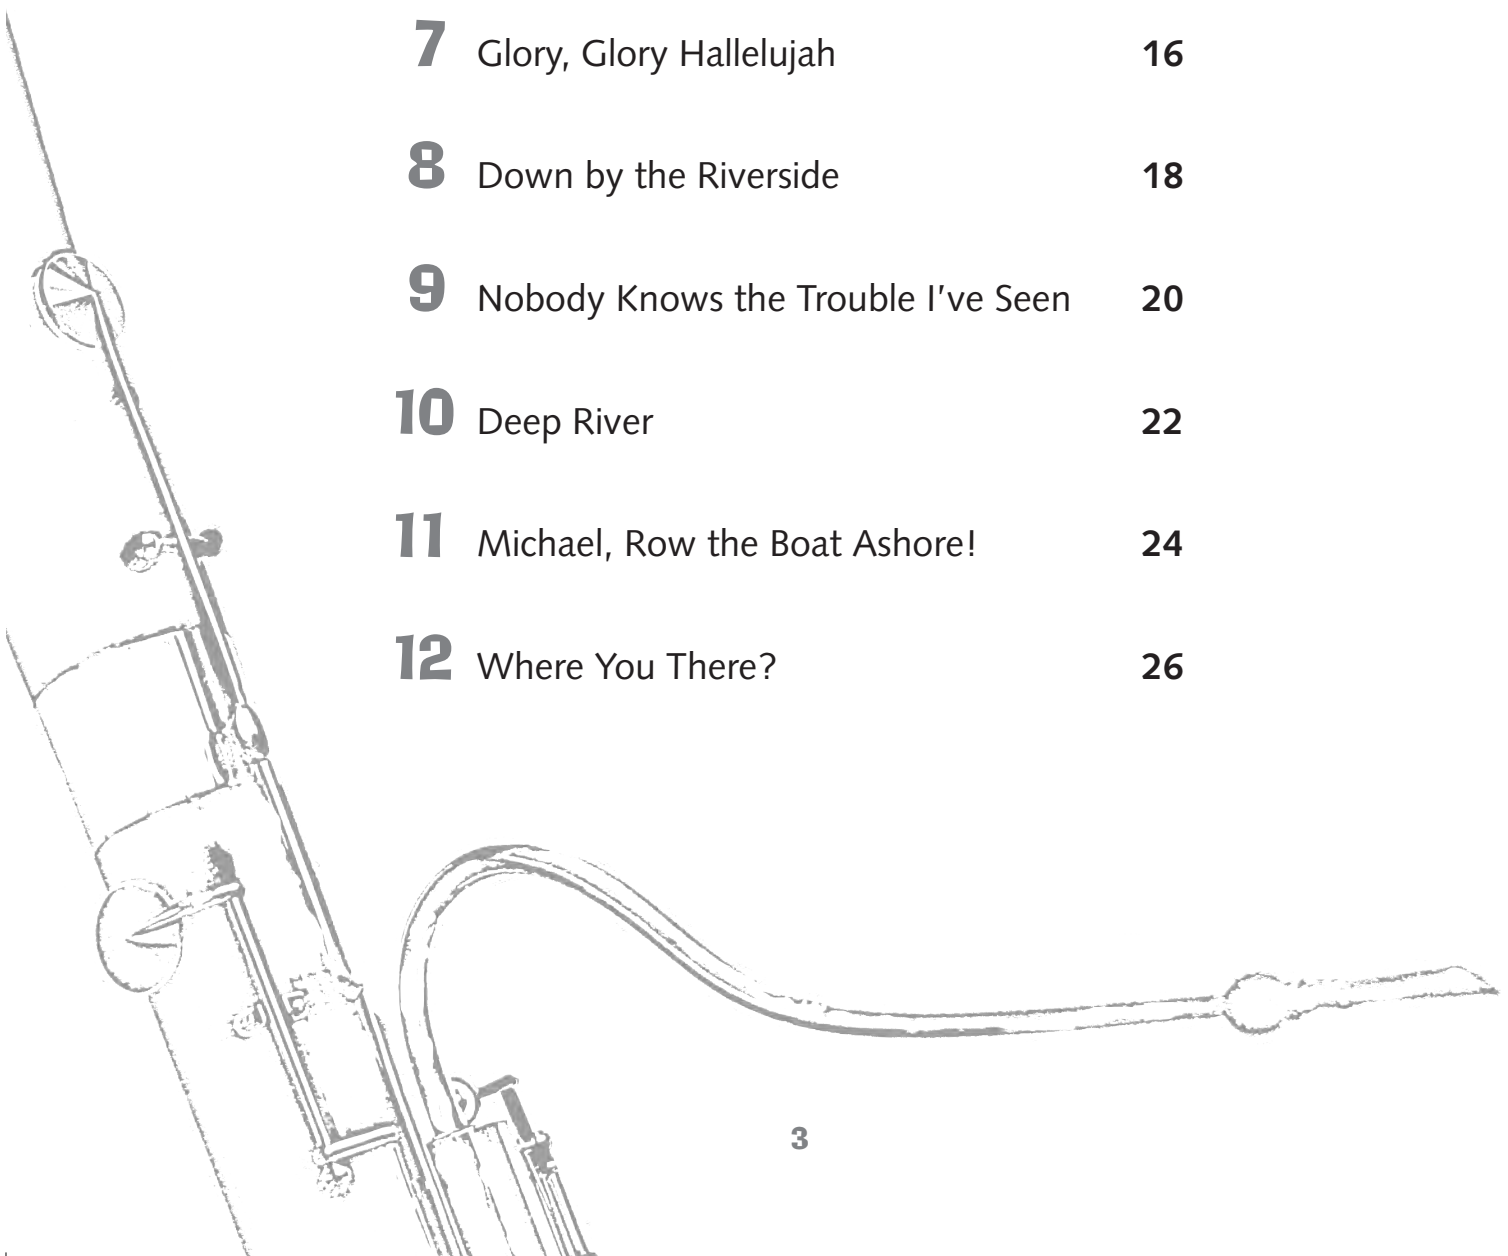 7 Glory, Glory Hallelujah 16
8 Down by the Riverside 18
9 Nobody Knows the Trouble I've Seen 20
10 Deep River 22
11 Michael, Row the Boat Ashore! 24
12 Where You There? 26
3